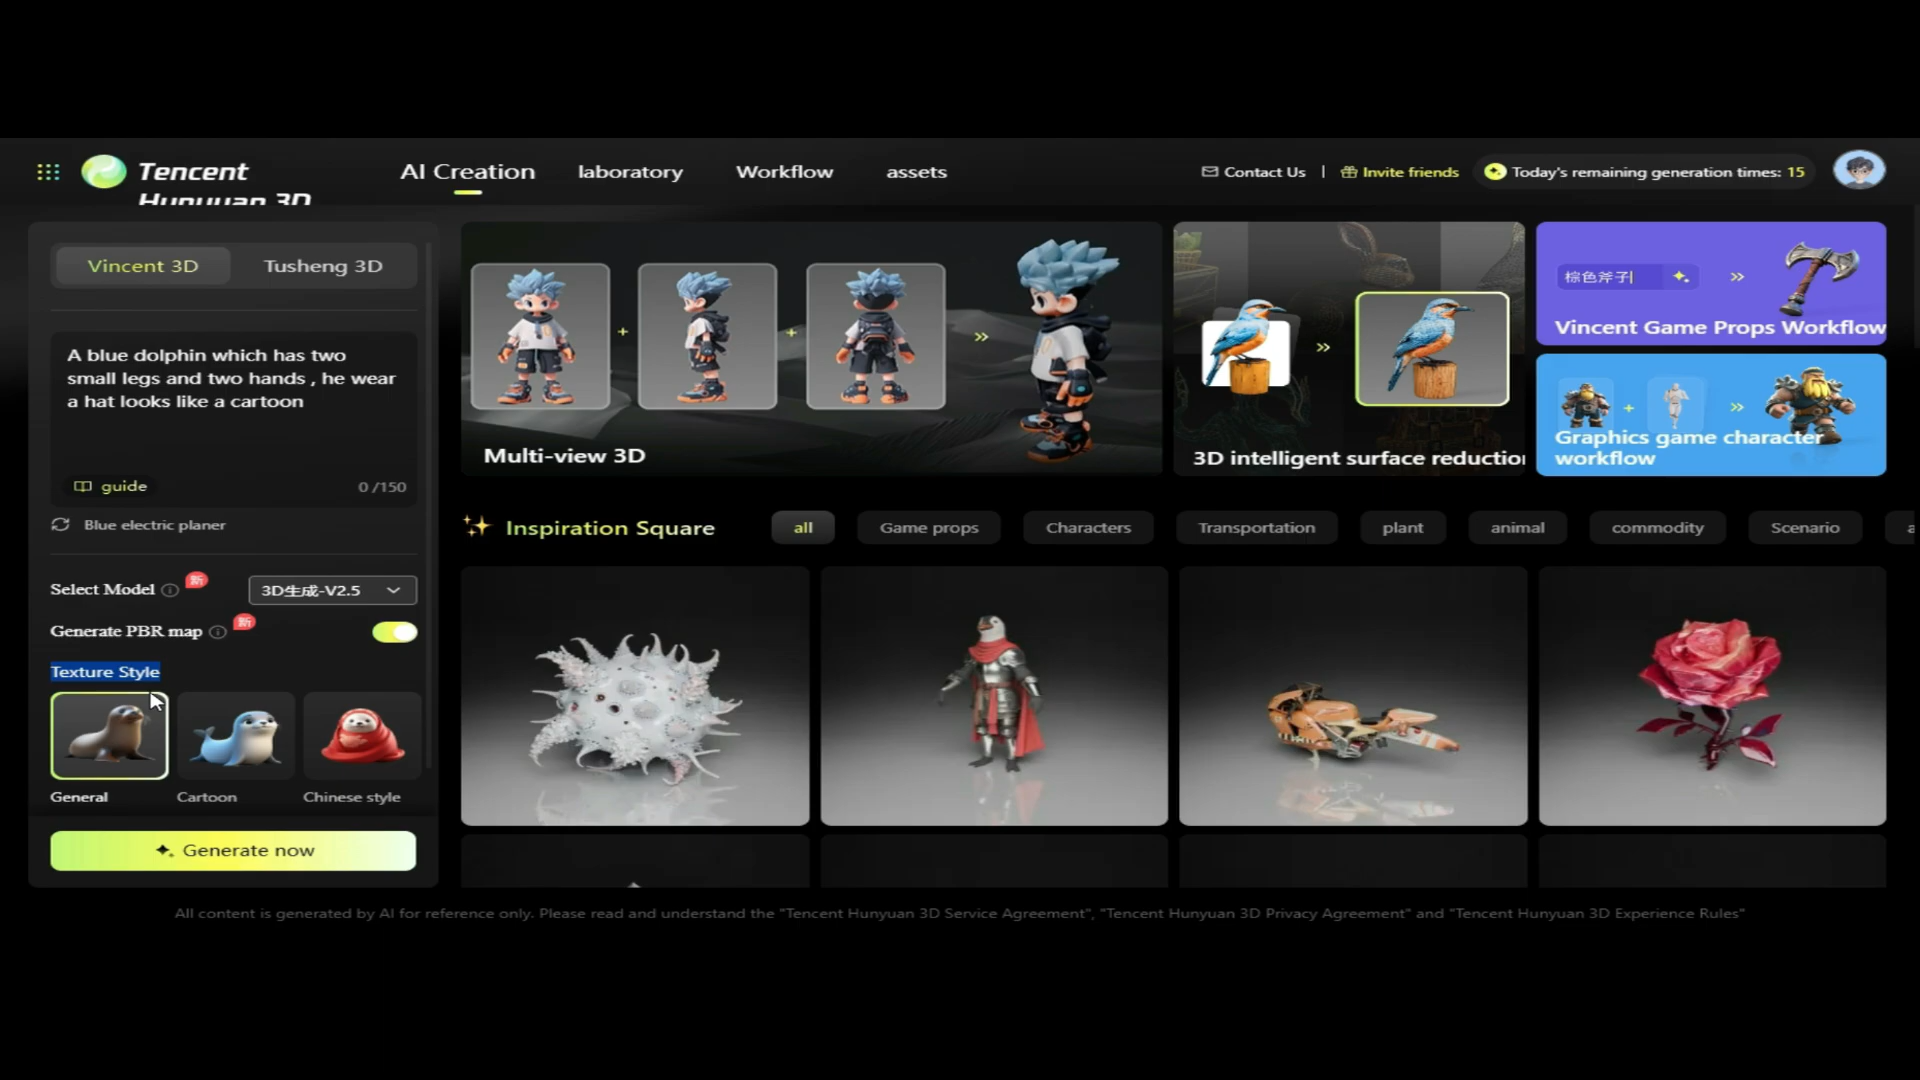 Tencent
Hunyuan 3D
AI Creation
laboratory
Workflow
assets
Contact Us
Invite friends
Today's remaining generation times: 15
Vincent 3D
Tusheng 3D
A blue dolphin which has two
small legs and two hands , he wear
a hat looks like a cartoon
guide
0 /150
Blue electric planer
Select Model
新
3D生成-V2.5
Generate PBR map
新
Texture Style
General
Cartoon
Chinese style
Generate now
Multi-view 3D
3D intelligent surface reduction
棕色斧子
Vincent Game Props Workflow
Graphics game character
workflow
Inspiration Square
all
Game props
Characters
Transportation
plant
animal
commodity
Scenario
All content is generated by AI for reference only. Please read and understand the "Tencent Hunyuan 3D Service Agreement", "Tencent Hunyuan 3D Privacy Agreement" and "Tencent Hunyuan 3D Experience Rules"